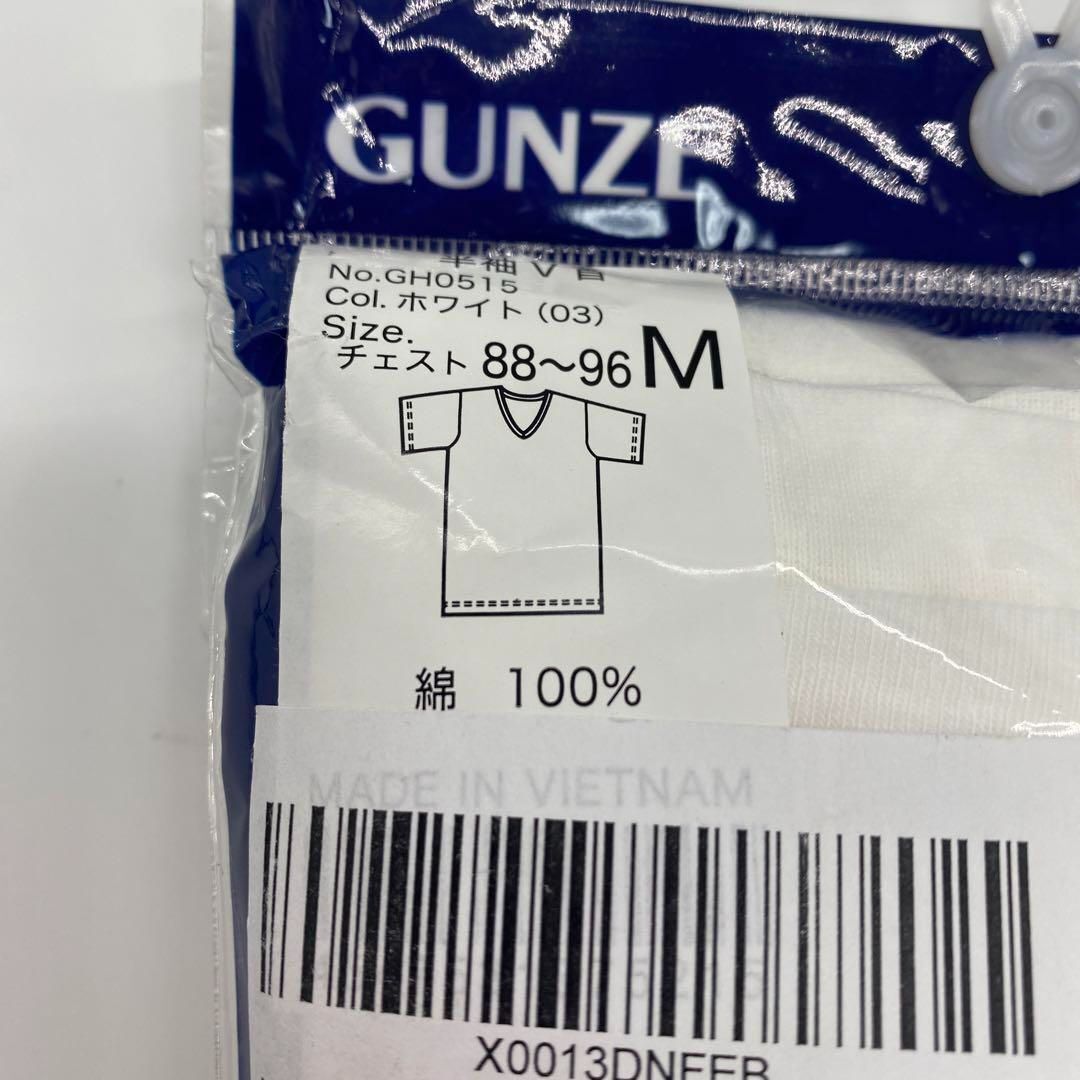 GUNZE
半袖V首
No.GH0515
Col. ホワイト (03)
Size.
チェスト 88～96 M
綿 100%
MADE IN VIETNAM